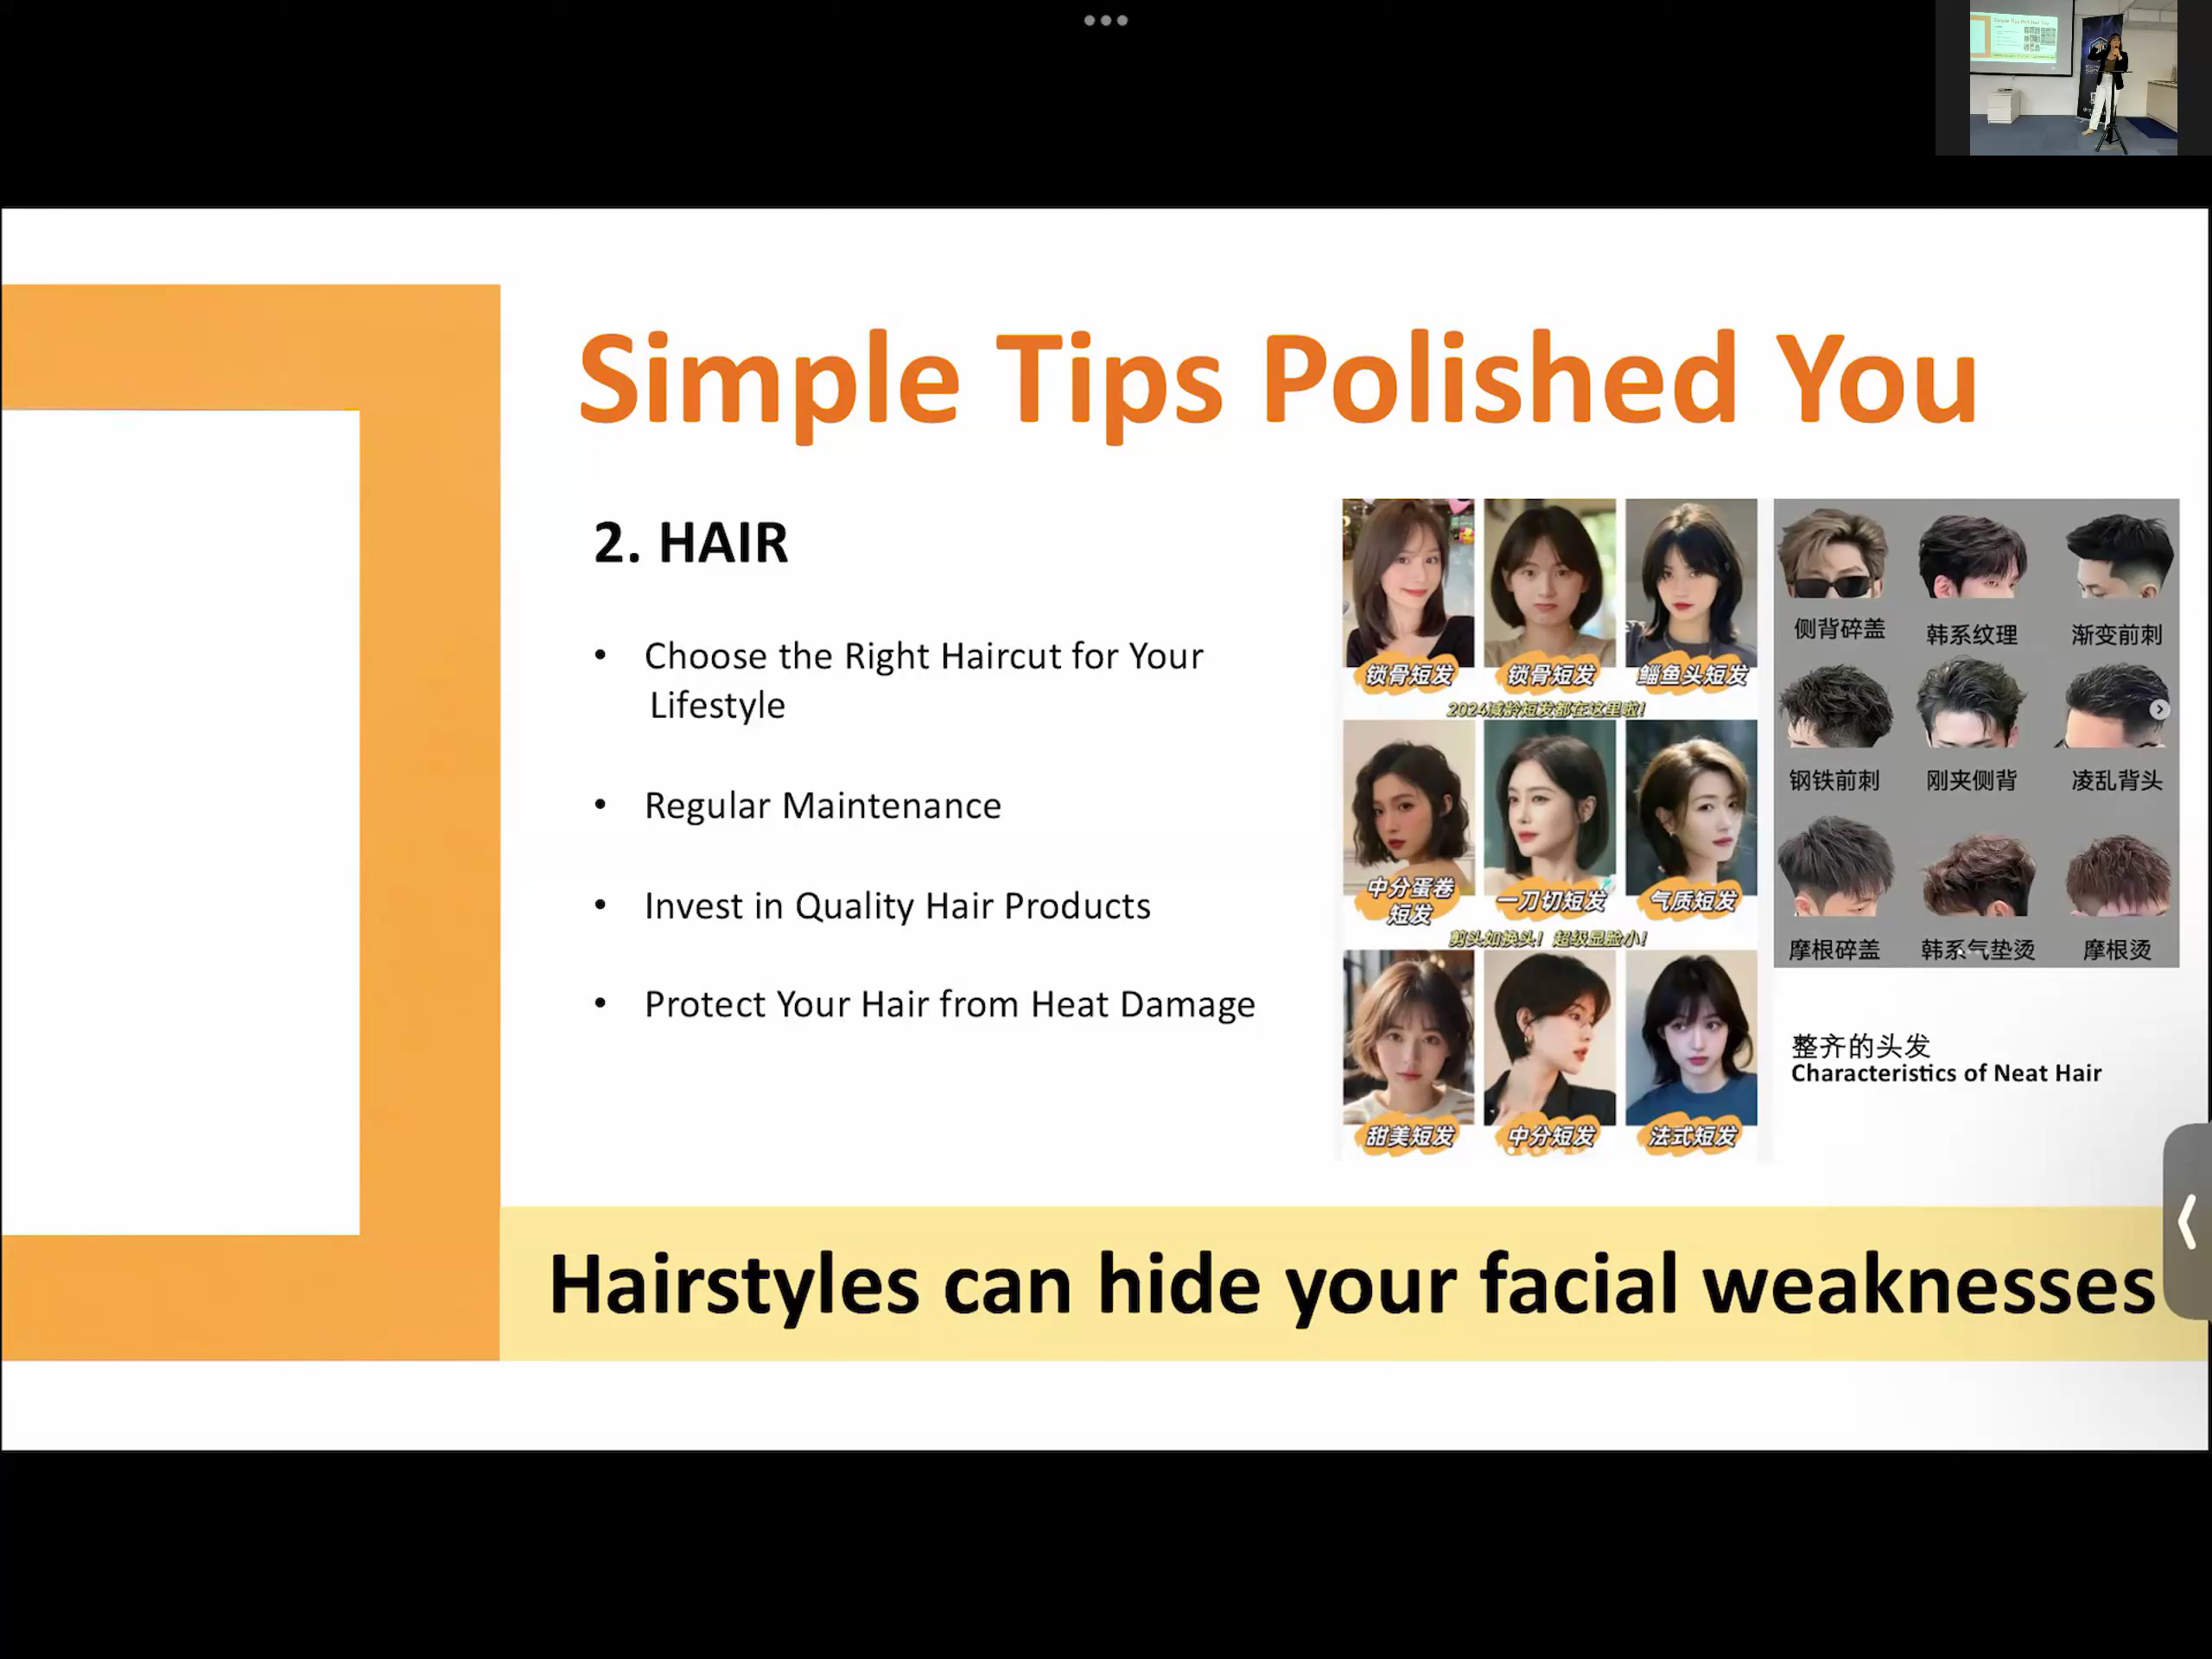 Simple Tips Polished You
2. HAIR
• Choose the Right Haircut for Your
Lifestyle
• Regular Maintenance
• Invest in Quality Hair Products
• Protect Your Hair from Heat Damage
锁骨短发 锁骨短发 鲻鱼头短发
2024减龄短发都在这里啦!
中分蛋卷
短发
一刀切短发 气质短发
剪头如换头! 超级显脸小!
甜美短发 中分短发 法式短发
侧背碎盖 韩系纹理 渐变前刺
钢铁前刺 刚夹侧背 凌乱背头
摩根碎盖 韩系气垫烫 摩根烫
整齐的头发
Characteristics of Neat Hair
Hairstyles can hide your facial weaknesses
Simple Tips Polished You